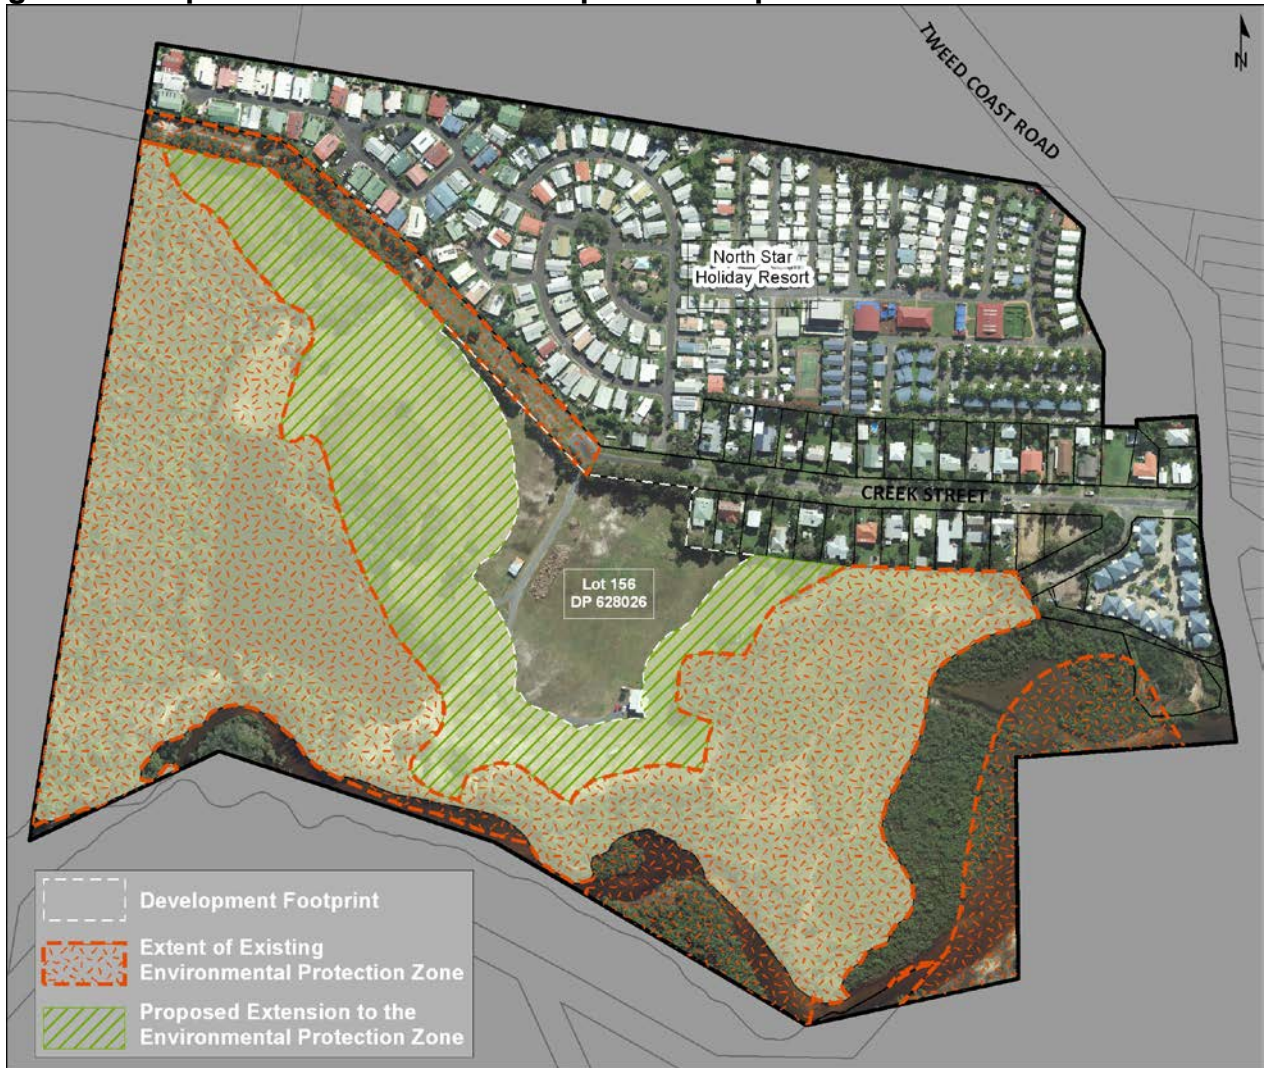 TWEED COAST ROAD
N
North Star
Holiday Resort
CREEK STREET
Lot 156
DP 628026
Development Footprint
Extent of Existing
Environmental Protection Zone
Proposed Extension to the
Environmental Protection Zone